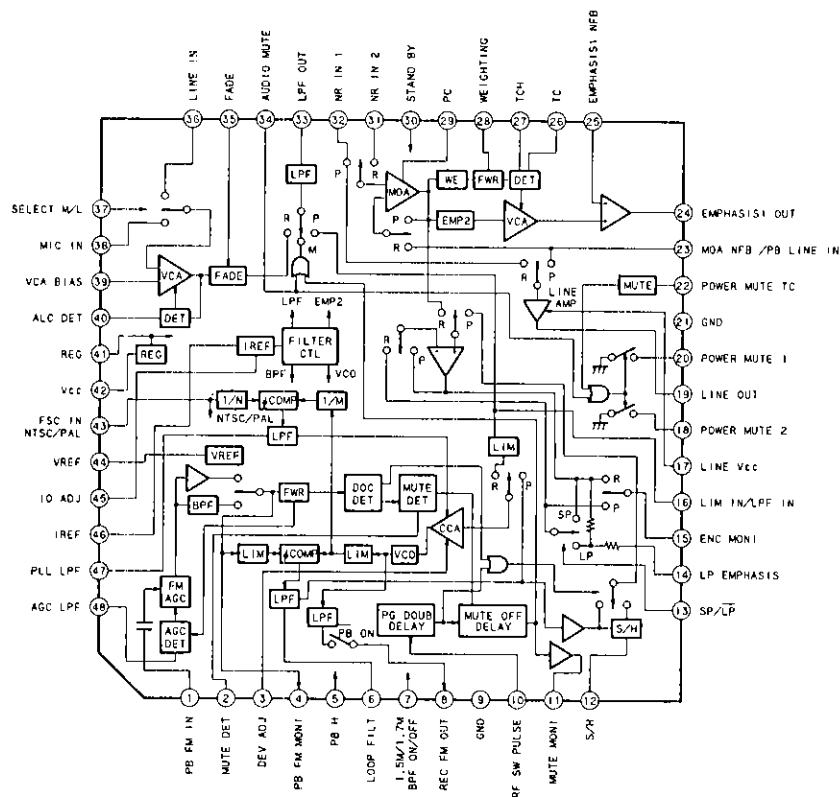 LINE IN
FADE
AUDIO MUTE
LPF OUT
NR IN 1
NR IN 2
STAND BY
PC
WEIGHTING
TCH
TC
EMPHASIS1 NFB
36
35
34
33
32
31
30
29
28
27
26
25
SELECT M/L
37
MIC IN
38
VCA BIAS
39
ALC DET
40
REG
41
Vcc
42
FSC IN
NTSC/PAL
43
VREF
44
IO ADJ
45
IREF
46
PLL LPF
47
AGC LPF
48
24
EMPHASIS1 OUT
23
MOA NFB /PB LINE IN
22
POWER MUTE TC
21
GND
20
POWER MUTE 1
19
LINE OUT
18
POWER MUTE 2
17
LINE Vcc
16
LIM IN/LPF IN
15
ENC MONI
14
LP EMPHASIS
13
SP/LP
LPF
P
R
MOA
WE
FWR
DET
P
EMP2
VCA
R
R
P
M
VCA
FADE
DET
LPF
EMP2
R
P
LINE
AMP
MUTE
REG
IREF
FILTER
CTL
BPF
VCO
R
P
R
P
1/N
COMP
1/M
NTSC/PAL
LPF
VREF
LIM
BPF
FWR
DOC
DET
MUTE
DET
R
P
SP
R
P
LP
LIM
COMP
LIM
VCO
CCA
LPF
FM
AGC
AGC
DET
LPF
PB ON
PG DOUB
DELAY
MUTE OFF
DELAY
S/H
1
2
3
4
5
6
7
8
9
10
11
12
PB FM IN
MUTE DET
DEV ADJ
PB FM MONI
PB H
LOOP FILT
1.5M/1.7M
BPF ON/OFF
REC FM OUT
GND
RF SW PULSE
MUTE MONI
S/H